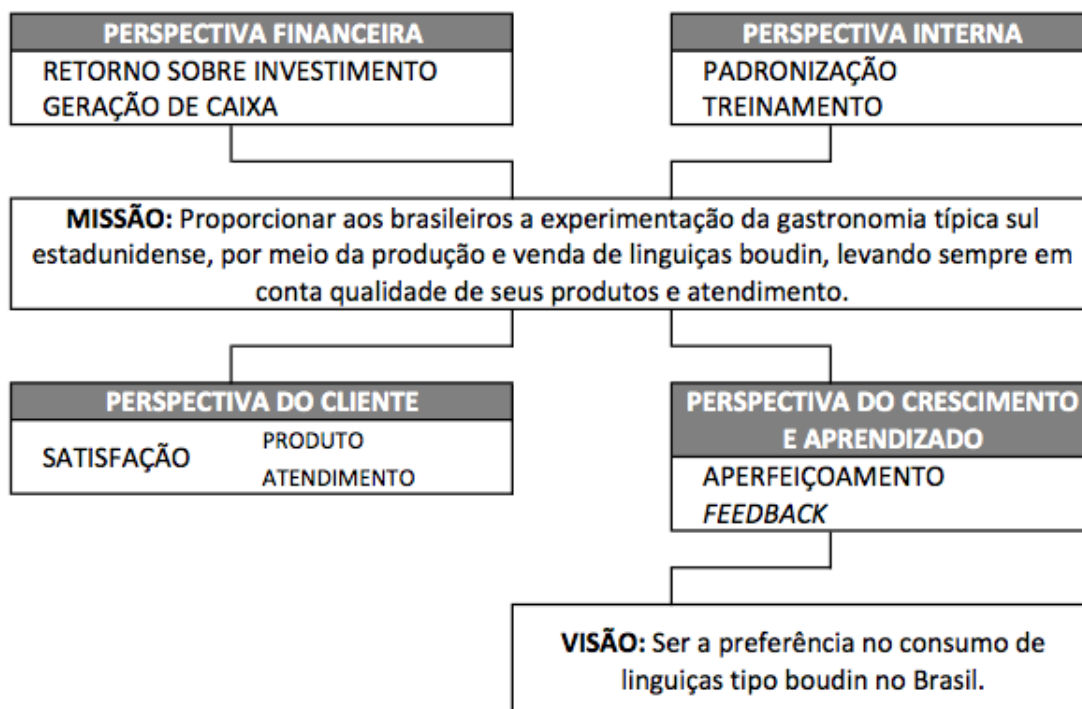 PERSPECTIVA FINANCEIRA
RETORNO SOBRE INVESTIMENTO
GERAÇÃO DE CAIXA
PERSPECTIVA INTERNA
PADRONIZAÇÃO
TREINAMENTO
MISSÃO: Proporcionar aos brasileiros a experimentação da gastronomia típica sul
estadunidense, por meio da produção e venda de linguiças boudin, levando sempre em
conta qualidade de seus produtos e atendimento.
PERSPECTIVA DO CLIENTE
SATISFAÇÃO
PRODUTO
ATENDIMENTO
PERSPECTIVA DO CRESCIMENTO
E APRENDIZADO
APERFEIÇOAMENTO
FEEDBACK
VISÃO: Ser a preferência no consumo de
linguiças tipo boudin no Brasil.